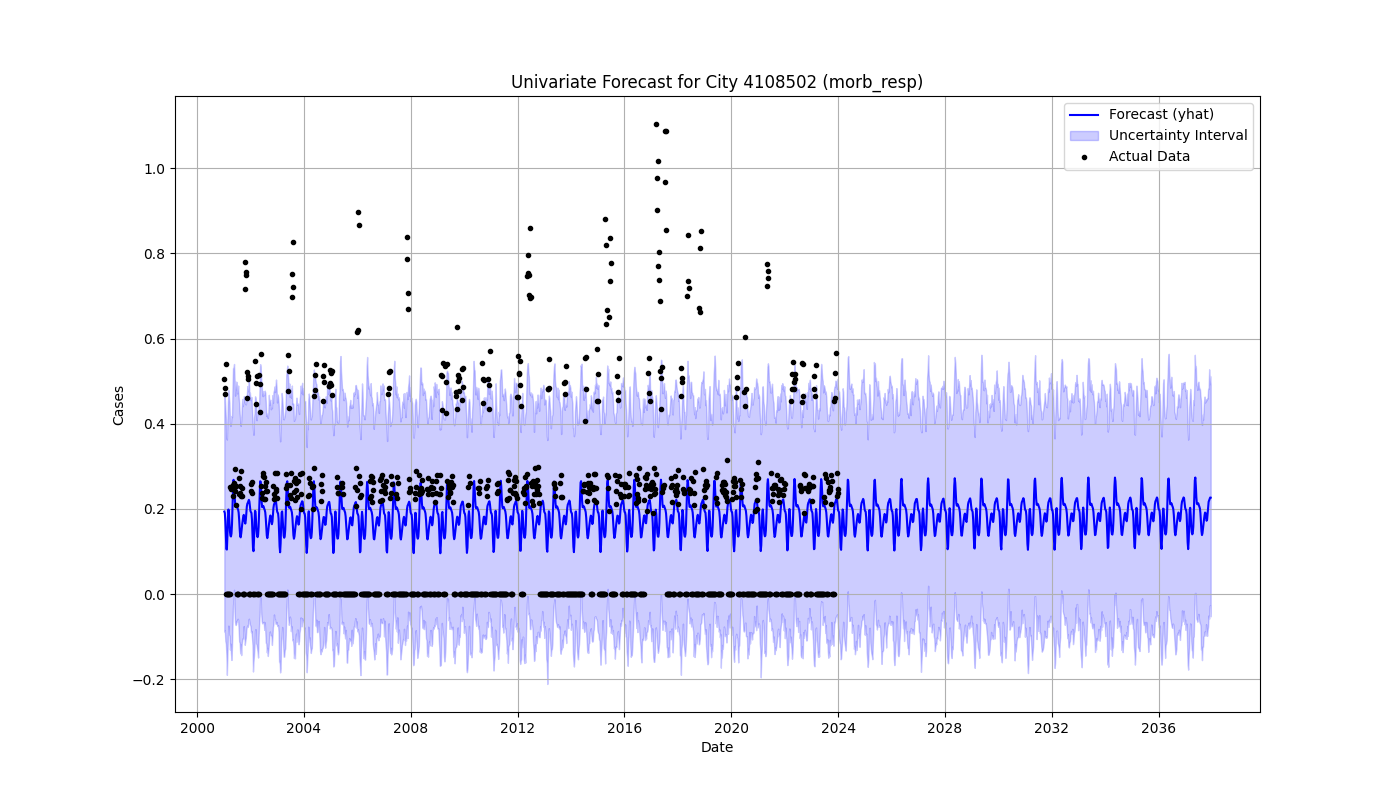 Univariate Forecast for City 4108502 (morb_resp)
Forecast (yhat)
Uncertainty Interval
Actual Data
Cases
1.0
0.8
0.6
0.4
0.2
0.0
−0.2
2000 2004 2008 2012 2016 2020 2024 2028 2032 2036
Date